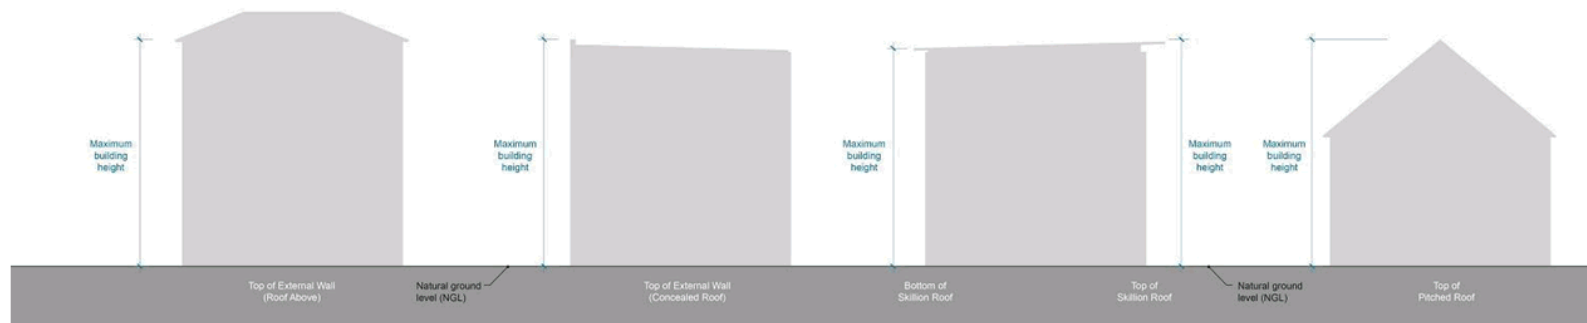 Maximum
building
height
Maximum
building
height
Maximum
building
height
Maximum
building
height
Maximum
building
height
Top of External Wall
(Roof Above)
Natural ground
level (NGL)
Top of External Wall
(Concealed Roof)
Bottom of
Skillion Roof
Top of
Skillion Roof
Natural ground
level (NGL)
Top of
Pitched Roof